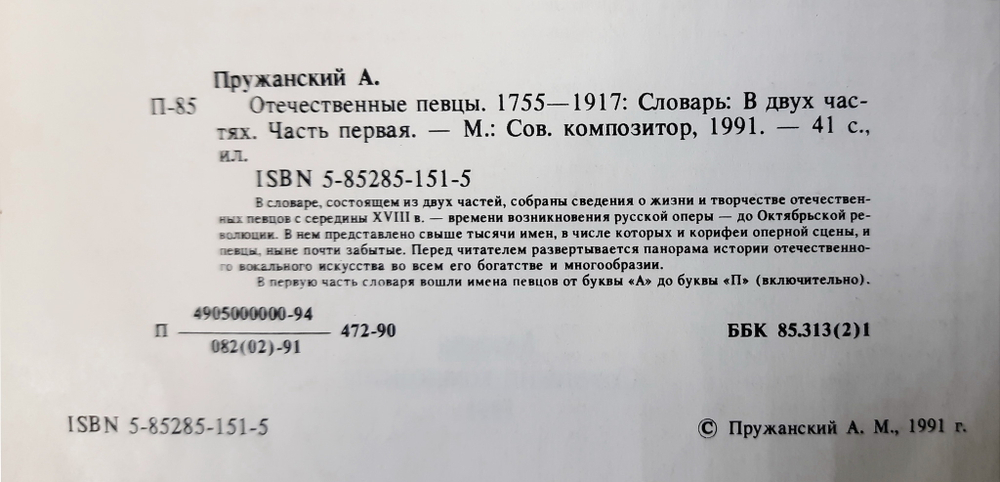 Пружанский А.
П-85 Отечественные певцы. 1755—1917: Словарь: В двух час-
тях. Часть первая. — М.: Сов. композитор, 1991. — 41 с.,
ил.
ISBN 5-85285-151-5
В словаре, состоящем из двух частей, собраны сведения о жизни и творчестве отечествен-
ных певцов с середины XVIII в. — времени возникновения русской оперы — до Октябрьской ре-
волюции. В нем представлено свыше тысячи имен, в числе которых и корифеи оперной сцены, и
певцы, ныне почти забытые. Перед читателем развертывается панорама истории отечественно-
го вокального искусства во всем его богатстве и многообразии.
В первую часть словаря вошли имена певцов от буквы «А» до буквы «П» (включительно).
4905000000-94
П 472-90 ББК 85.313(2)1
082(02)-91
ISBN 5-85285-151-5 © Пружанский А. М., 1991 г.